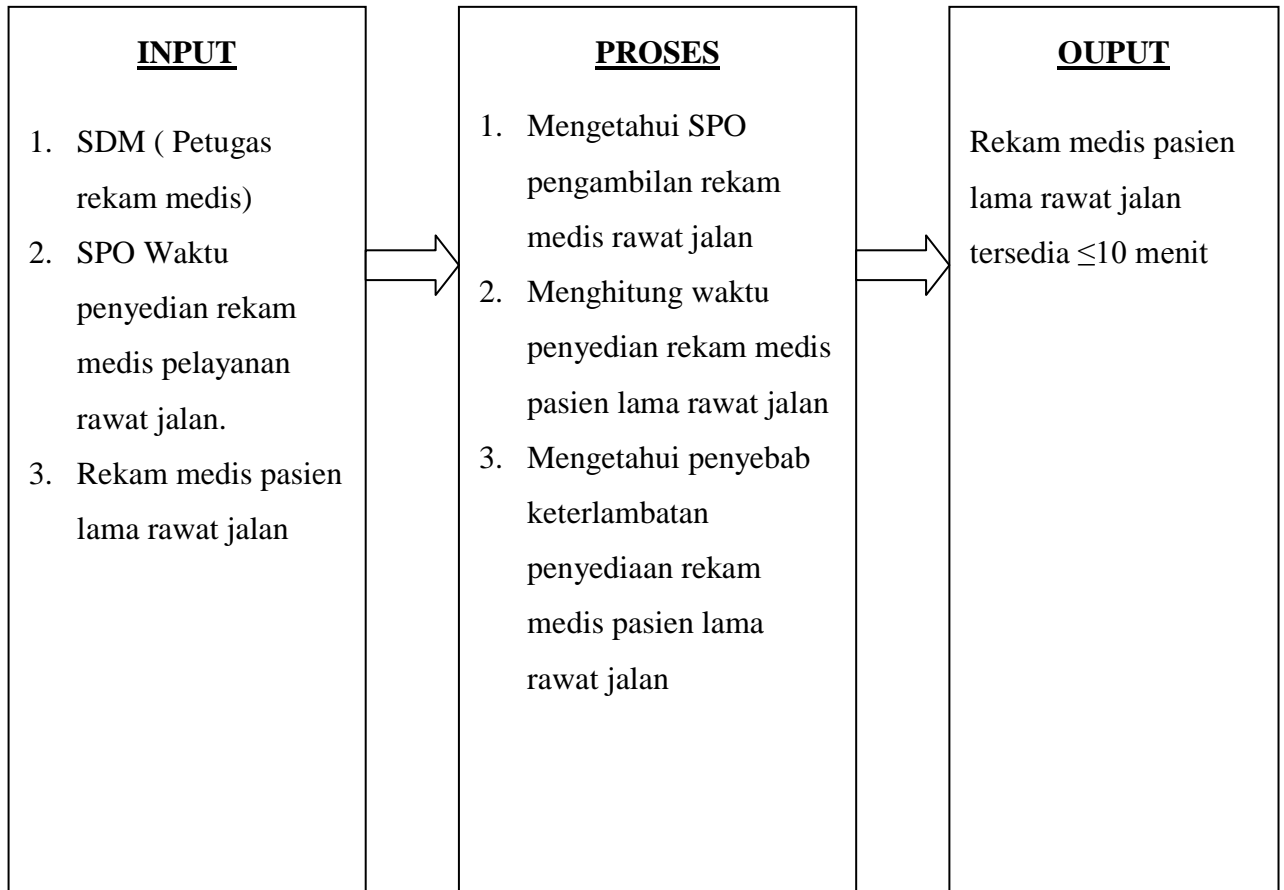 INPUT
1. SDM ( Petugas
rekam medis)
2. SPO Waktu
penyedian rekam
medis pelayanan
rawat jalan.
3. Rekam medis pasien
lama rawat jalan
PROSES
1. Mengetahui SPO
pengambilan rekam
medis rawat jalan
2. Menghitung waktu
penyedian rekam medis
pasien lama rawat jalan
3. Mengetahui penyebab
keterlambatan
penyediaan rekam
medis pasien lama
rawat jalan
OUPUT
Rekam medis pasien
lama rawat jalan
tersedia ≤10 menit